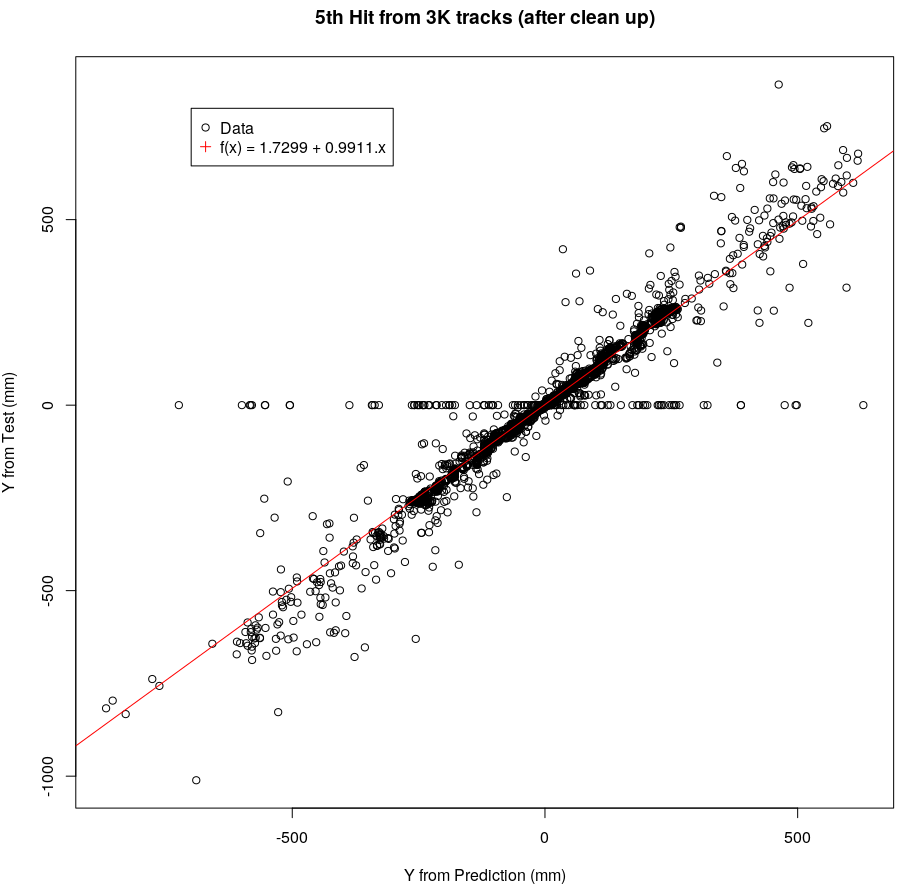 5th Hit from 3K tracks (after clean up)
Data
f(x) = 1.7299 + 0.9911.x
Y from Test (mm)
500
0
-500
-1000
-500
0
500
Y from Prediction (mm)